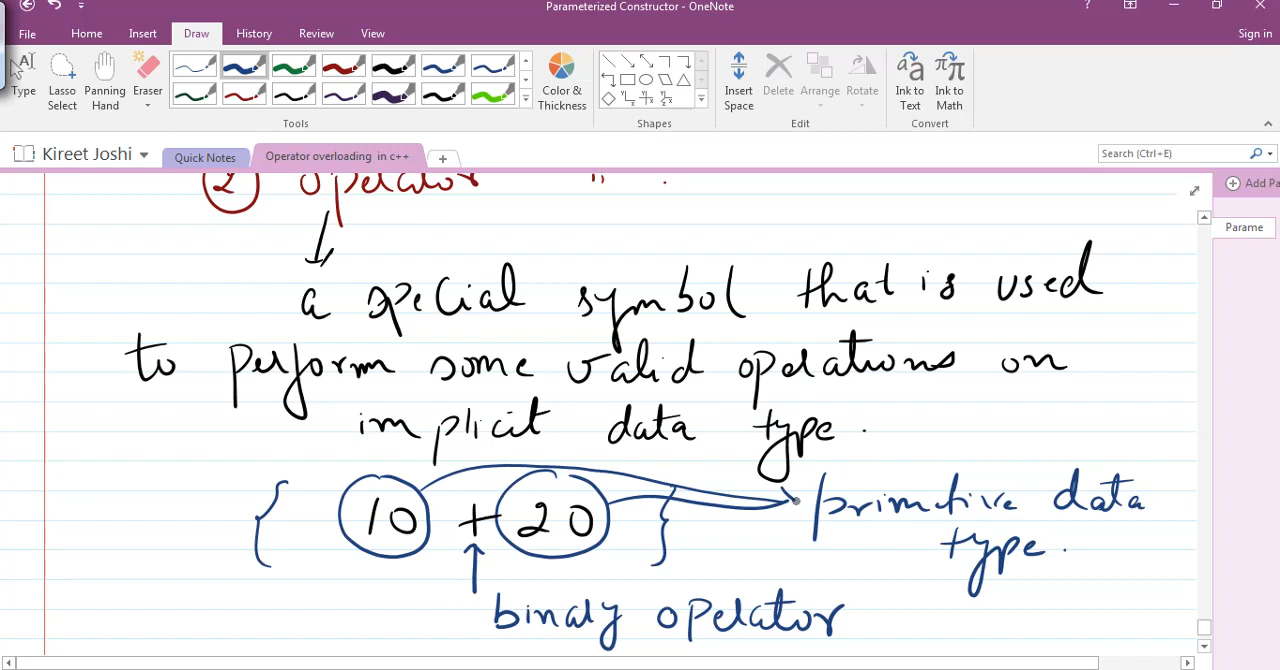 Parameterized Constructor - OneNote
?
File
Home
Insert
Draw
History
Review
View
Sign in
Type
Lasso Select
Panning Hand
Eraser
Color & Thickness
Insert Space
Delete
Arrange
Rotate
Ink to Text
Ink to Math
Tools
Shapes
Edit
Convert
Kireet Joshi
Quick Notes
Operator overloading in c++
+
Search (Ctrl+E)
Add Pa
Parame
② operator " .
a special symbol that is used
to perform some valid operations on
implicit data type.
{ 10 + 20 } primitive data
type.
binary operator